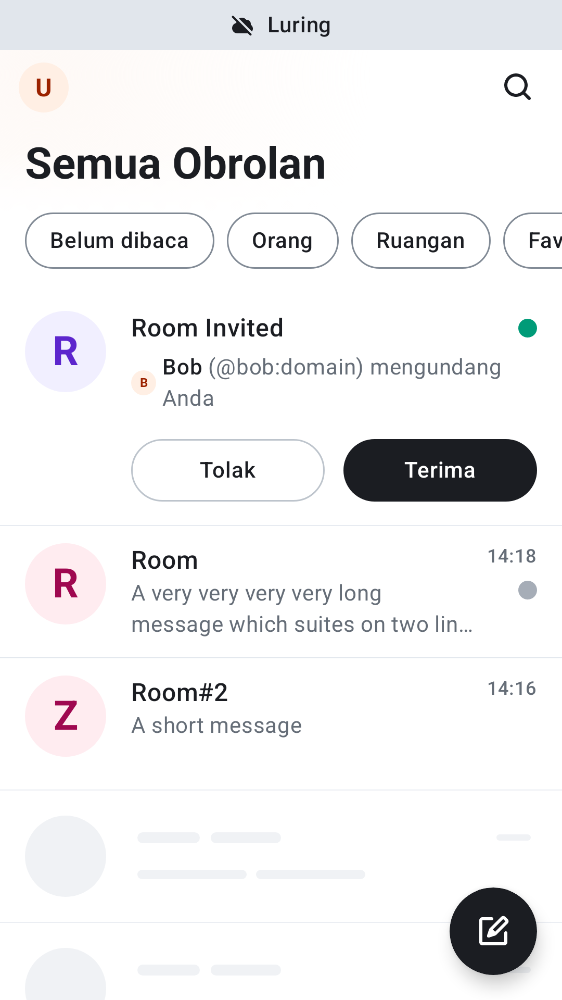 Luring
U
Semua Obrolan
Belum dibaca
Orang
Ruangan
Fav
R
Room Invited
B
Bob (@bob:domain) mengundang
Anda
Tolak
Terima
R
Room
14:18
A very very very very long
message which suites on two lin…
Z
Room#2
14:16
A short message